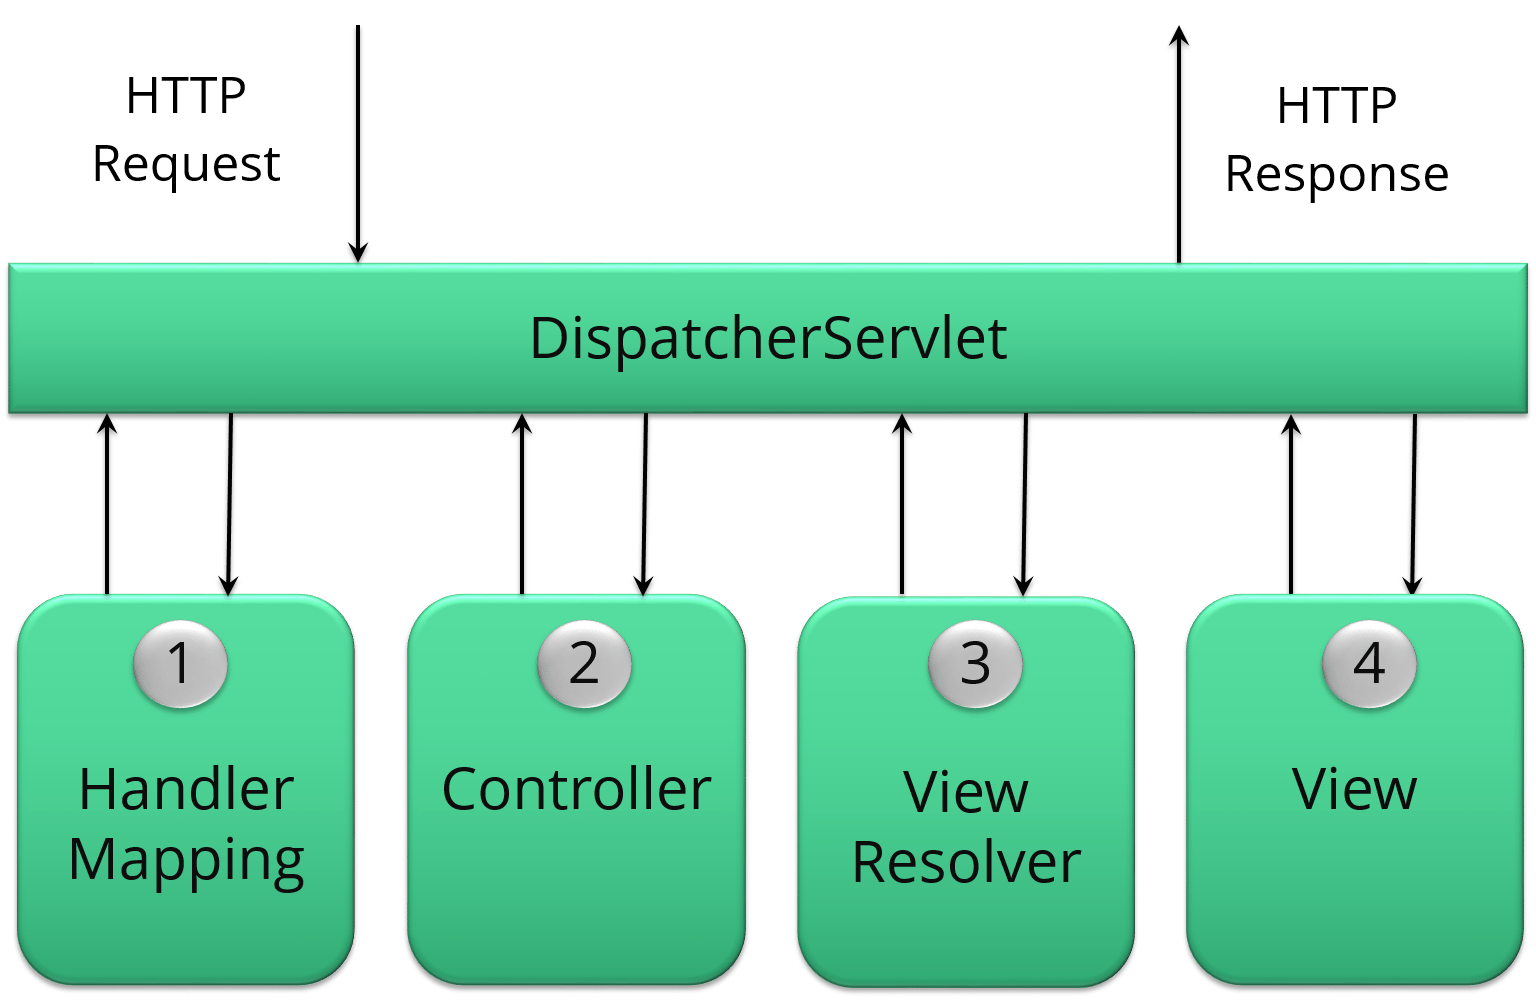 HTTP
Request
HTTP
Response
DispatcherServlet
1
Handler
Mapping
2
Controller
3
View
Resolver
4
View